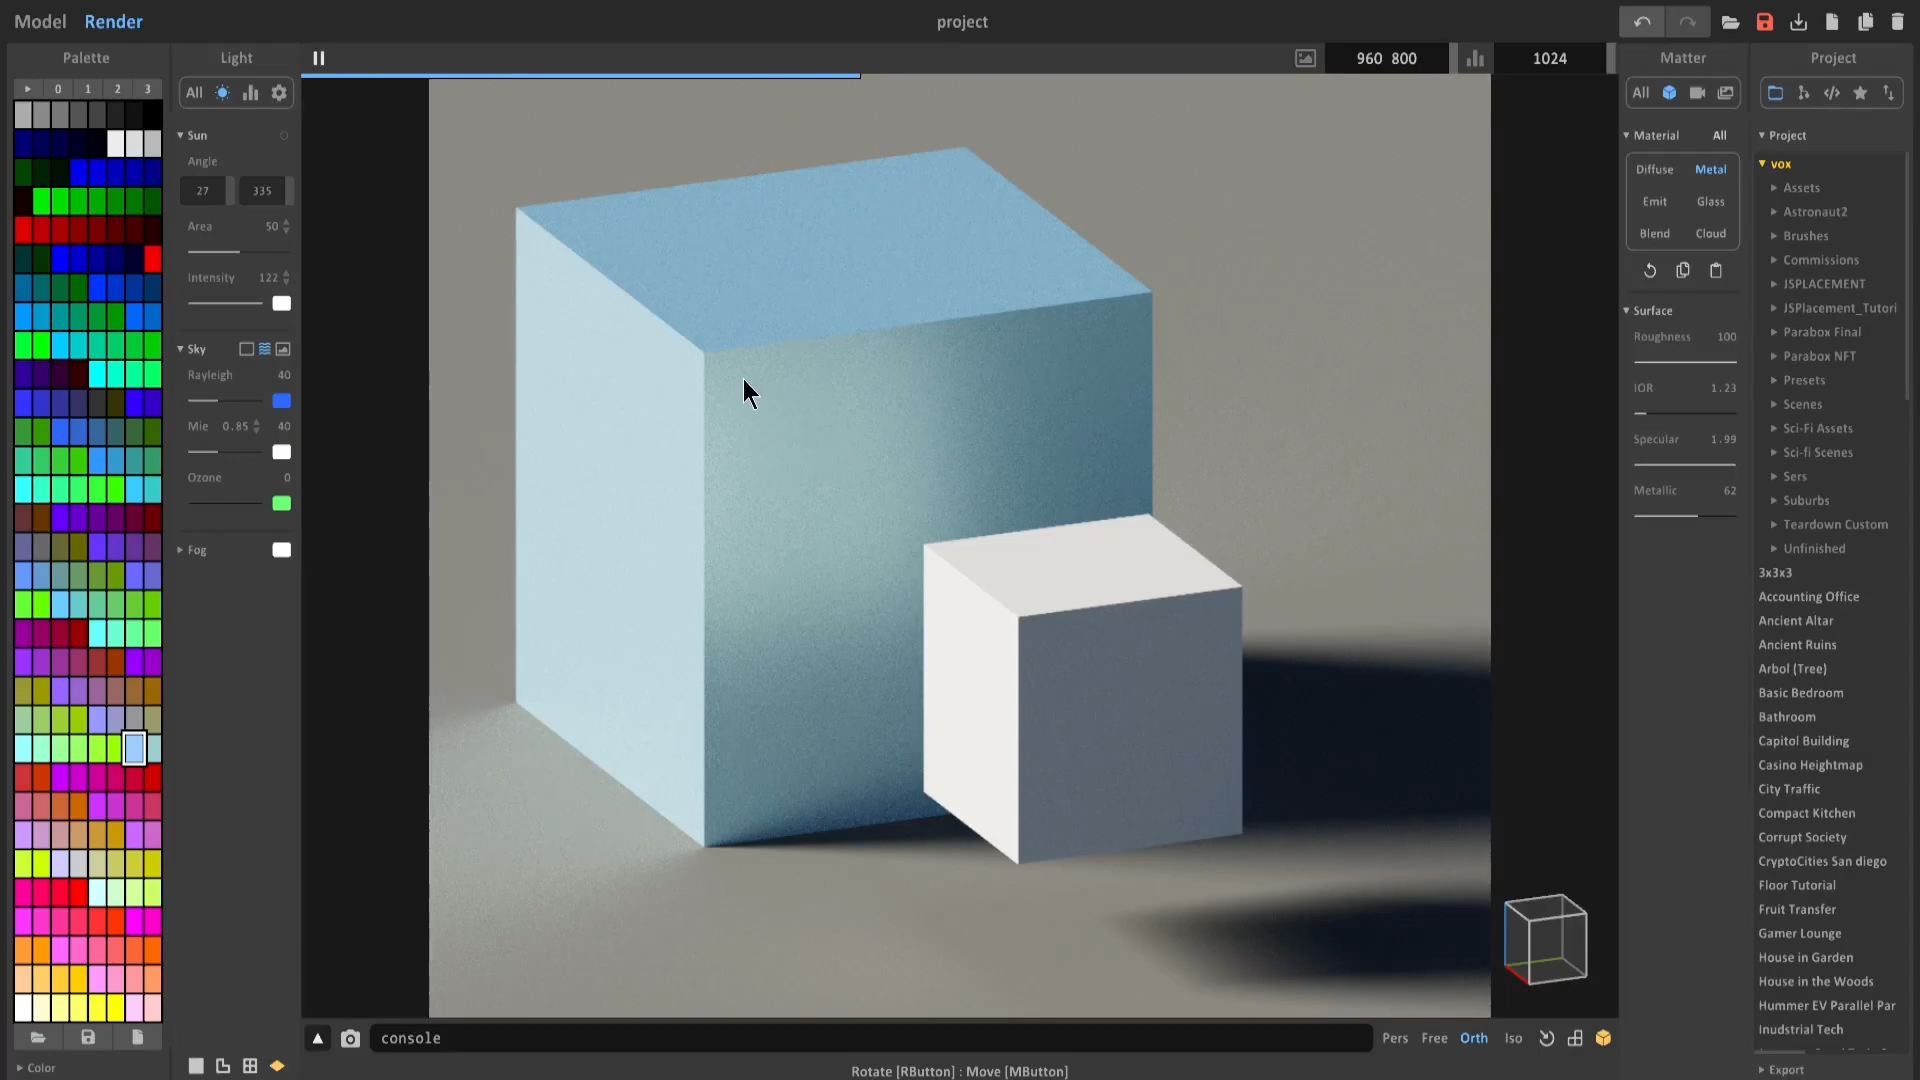 Model Render
project
Palette
Light
960 800
1024
Matter
Project
0 1 2 3
All
All
Sun
Angle
27 335
Area 50
Intensity 122
Sky
Rayleigh 40
Mie 0.85 40
Ozone 0
Fog
Material All
Diffuse Metal
Emit Glass
Blend Cloud
Surface
Roughness 100
IOR 1.23
Specular 1.99
Metallic 62
Project
vox
Assets
Astronaut2
Brushes
Commissions
JSPLACEMENT
JSPlacement_Tutori
Parabox Final
Parabox NFT
Presets
Scenes
Sci-Fi Assets
Sci-fi Scenes
Sers
Suburbs
Teardown Custom
Unfinished
3x3x3
Accounting Office
Ancient Altar
Ancient Ruins
Arbol (Tree)
Basic Bedroom
Bathroom
Capitol Building
Casino Heightmap
City Traffic
Compact Kitchen
Corrupt Society
CryptoCities San diego
Floor Tutorial
Fruit Transfer
Gamer Lounge
House in Garden
House in the Woods
Hummer EV Parallel Par
Inudstrial Tech
Export
console
Pers Free Orth Iso
Color
Rotate [RButton] : Move [MButton]